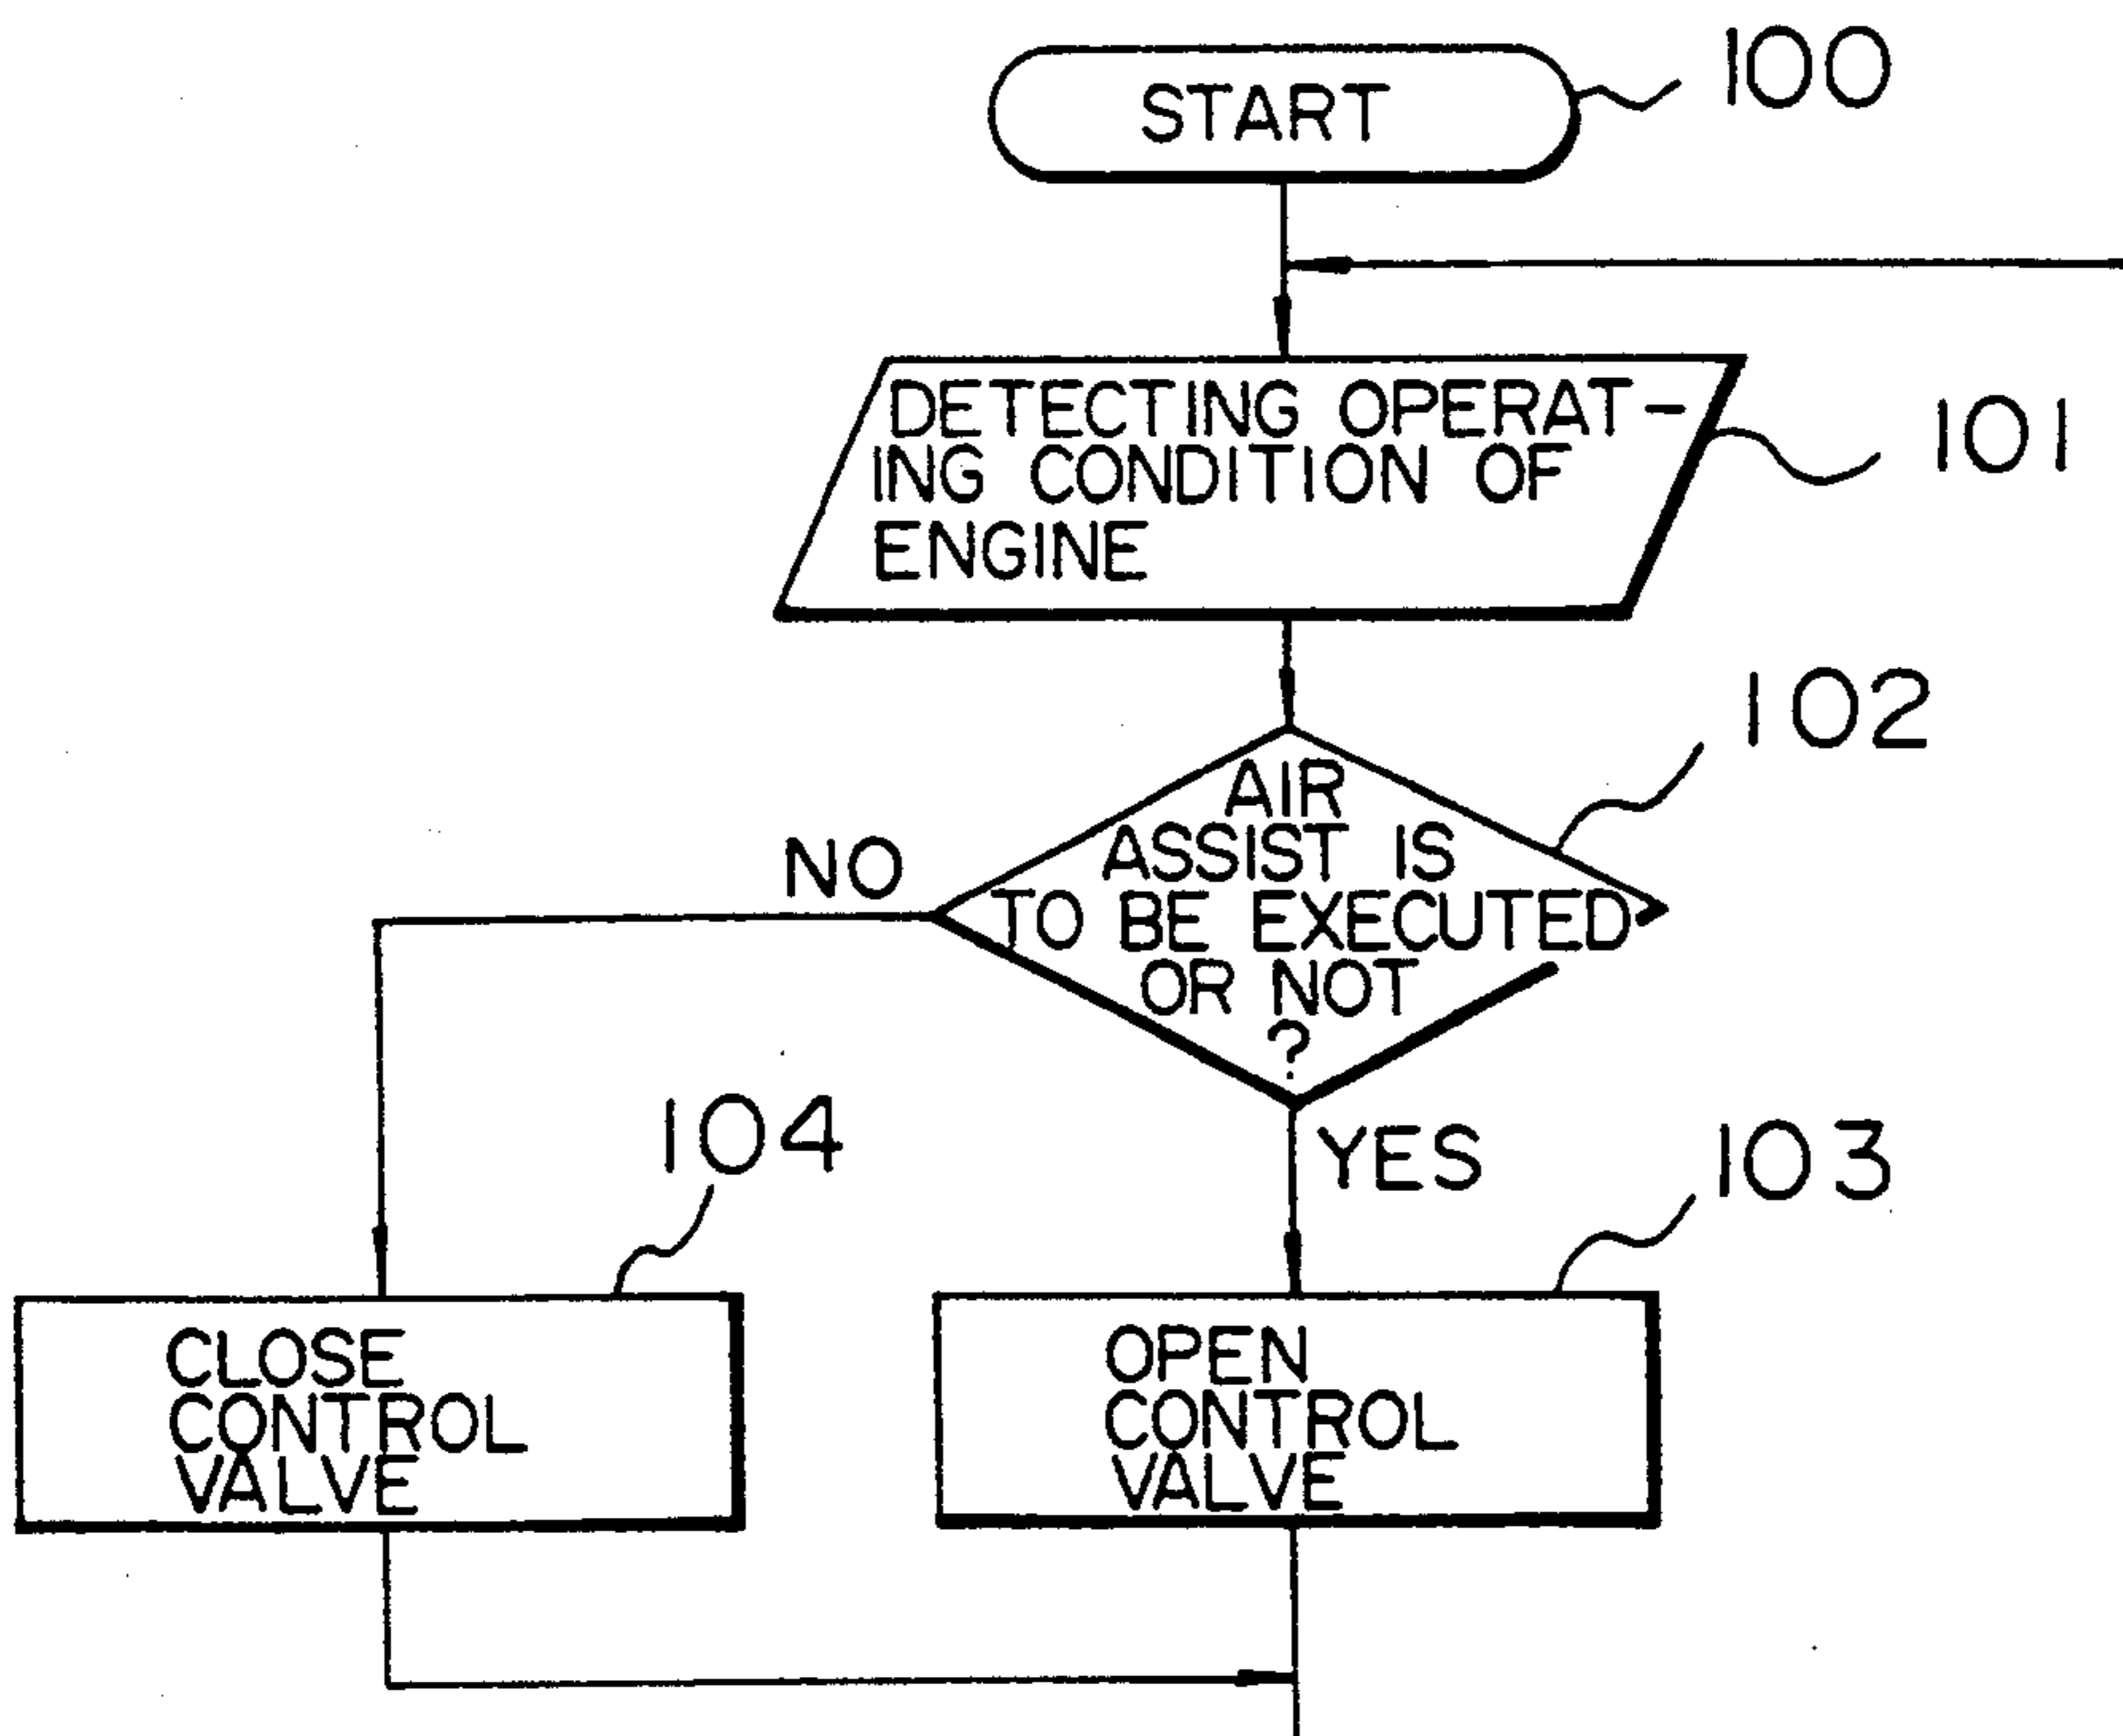 START
100
DETECTING OPERAT-
ING CONDITION OF
ENGINE
101
102
AIR
ASSIST IS
TO BE EXECUTED
OR NOT
?
NO
YES
104
103
CLOSE
CONTROL
VALVE
OPEN
CONTROL
VALVE